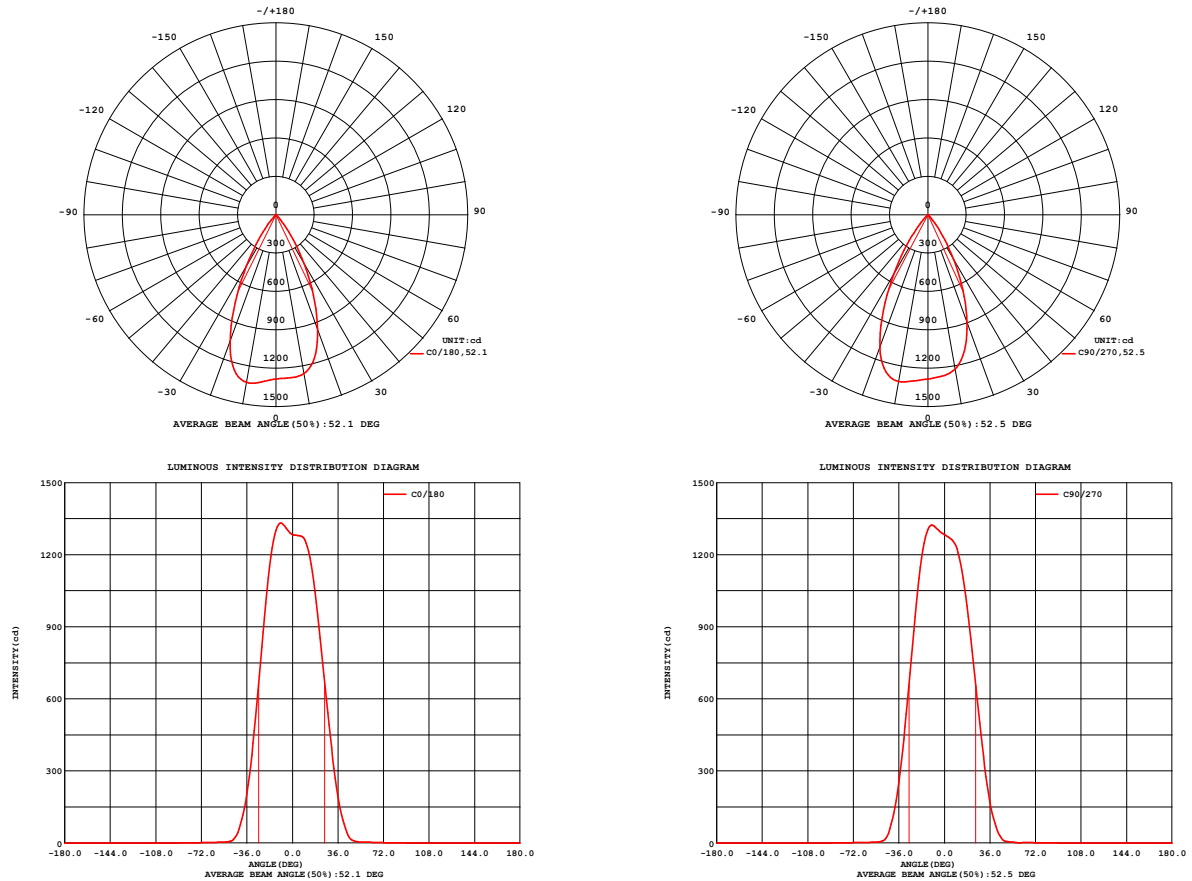 -/+180
-150 150
-120 120
-90 0 90
300
600
-60 900 60
UNIT:cd
1200 C0/180,52.1
-30 1500 30
0
AVERAGE BEAM ANGLE(50%):52.1 DEG
-/+180
-150 150
-120 120
-90 0 90
300
600
-60 900 60
UNIT:cd
1200 C90/270,52.5
-30 1500 30
0
AVERAGE BEAM ANGLE(50%):52.5 DEG
LUMINOUS INTENSITY DISTRIBUTION DIAGRAM
1500
C0/180
1200
900
INTENSITY(cd)
600
300
0
-180.0 -144.0 -108.0 -72.0 -36.0 0.0 36.0 72.0 108.0 144.0 180.0
ANGLE(DEG)
AVERAGE BEAM ANGLE(50%):52.1 DEG
LUMINOUS INTENSITY DISTRIBUTION DIAGRAM
1500
C90/270
1200
900
INTENSITY(cd)
600
300
0
-180.0 -144.0 -108.0 -72.0 -36.0 0.0 36.0 72.0 108.0 144.0 180.0
ANGLE(DEG)
AVERAGE BEAM ANGLE(50%):52.5 DEG